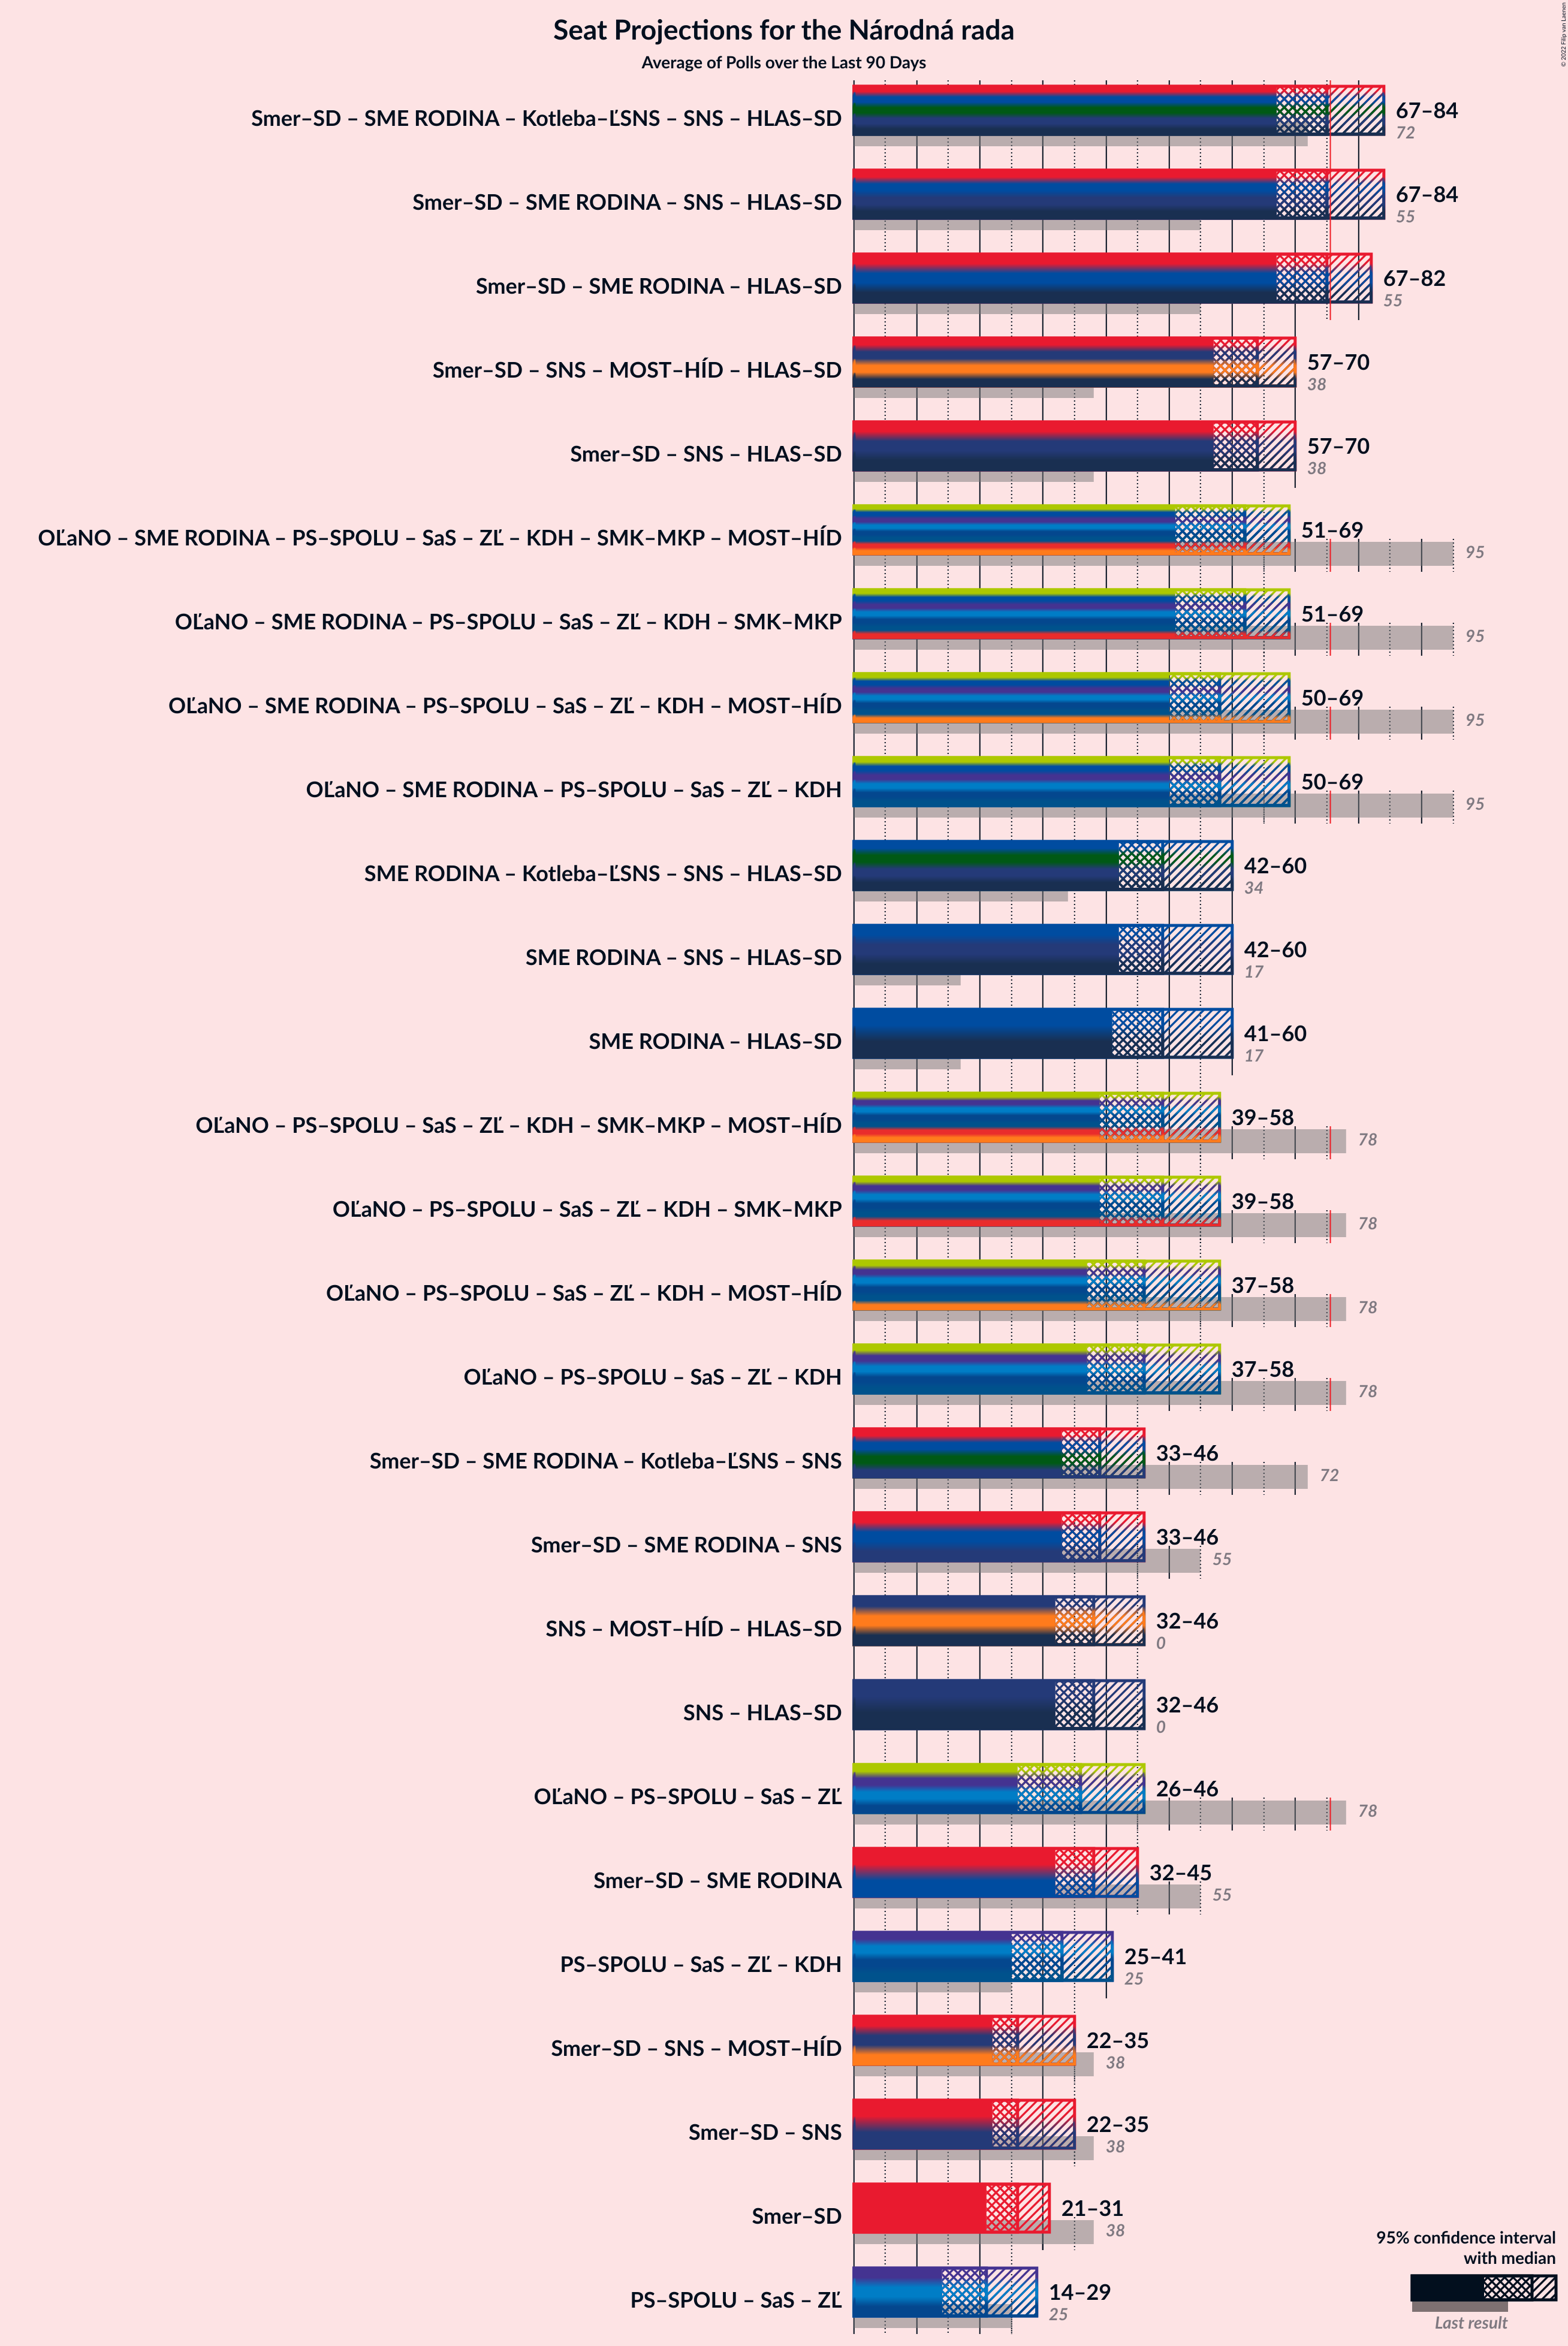 Seat Projections for the Národná rada
Average of Polls over the Last 90 Days
© 2022 Filip van Laenen
Smer–SD – SME RODINA – Kotleba–ĽSNS – SNS – HLAS–SD
67–84
72
Smer–SD – SME RODINA – SNS – HLAS–SD
67–84
55
Smer–SD – SME RODINA – HLAS–SD
67–82
55
Smer–SD – SNS – MOST–HÍD – HLAS–SD
57–70
38
Smer–SD – SNS – HLAS–SD
57–70
38
OĽaNO – SME RODINA – PS–SPOLU – SaS – ZĽ – KDH – SMK–MKP – MOST–HÍD
51–69
95
OĽaNO – SME RODINA – PS–SPOLU – SaS – ZĽ – KDH – SMK–MKP
51–69
95
OĽaNO – SME RODINA – PS–SPOLU – SaS – ZĽ – KDH – MOST–HÍD
50–69
95
OĽaNO – SME RODINA – PS–SPOLU – SaS – ZĽ – KDH
50–69
95
SME RODINA – Kotleba–ĽSNS – SNS – HLAS–SD
42–60
34
SME RODINA – SNS – HLAS–SD
42–60
17
SME RODINA – HLAS–SD
41–60
17
OĽaNO – PS–SPOLU – SaS – ZĽ – KDH – SMK–MKP – MOST–HÍD
39–58
78
OĽaNO – PS–SPOLU – SaS – ZĽ – KDH – SMK–MKP
39–58
78
OĽaNO – PS–SPOLU – SaS – ZĽ – KDH – MOST–HÍD
37–58
78
OĽaNO – PS–SPOLU – SaS – ZĽ – KDH
37–58
78
Smer–SD – SME RODINA – Kotleba–ĽSNS – SNS
33–46
72
Smer–SD – SME RODINA – SNS
33–46
55
SNS – MOST–HÍD – HLAS–SD
32–46
0
SNS – HLAS–SD
32–46
0
OĽaNO – PS–SPOLU – SaS – ZĽ
26–46
78
Smer–SD – SME RODINA
32–45
55
PS–SPOLU – SaS – ZĽ – KDH
25–41
25
Smer–SD – SNS – MOST–HÍD
22–35
38
Smer–SD – SNS
22–35
38
Smer–SD
21–31
38
PS–SPOLU – SaS – ZĽ
14–29
25
95% confidence interval
with median
Last result